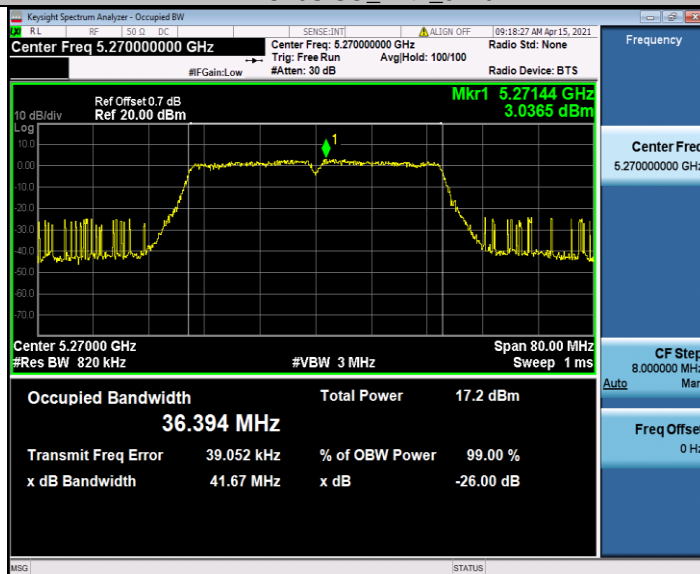 Keysight Spectrum Analyzer - Occupied BW
RL RF 50 Ω DC SENSE:INT ALIGN OFF 09:18:27 AM Apr 15, 2021
Center Freq 5.270000000 GHz
Center Freq: 5.270000000 GHz
Radio Std: None
Trig: Free Run Avg|Hold: 100/100
#IFGain:Low
#Atten: 30 dB
Radio Device: BTS
Ref Offset 0.7 dB
Ref 20.00 dBm
10 dB/div
Log
Mkr1 5.27144 GHz
3.0365 dBm
1
10.0
0.00
-10.0
-20.0
-30.0
-40.0
-50.0
-60.0
-70.0
Center 5.27000 GHz Span 80.00 MHz
#Res BW 820 kHz #VBW 3 MHz Sweep 1 ms
Occupied Bandwidth Total Power 17.2 dBm
36.394 MHz
Transmit Freq Error 39.052 kHz % of OBW Power 99.00 %
x dB Bandwidth 41.67 MHz x dB -26.00 dB
MSG STATUS
Frequency
Center Freq
5.270000000 GHz
CF Step
8.000000 MHz
Auto Man
Freq Offset
0 Hz